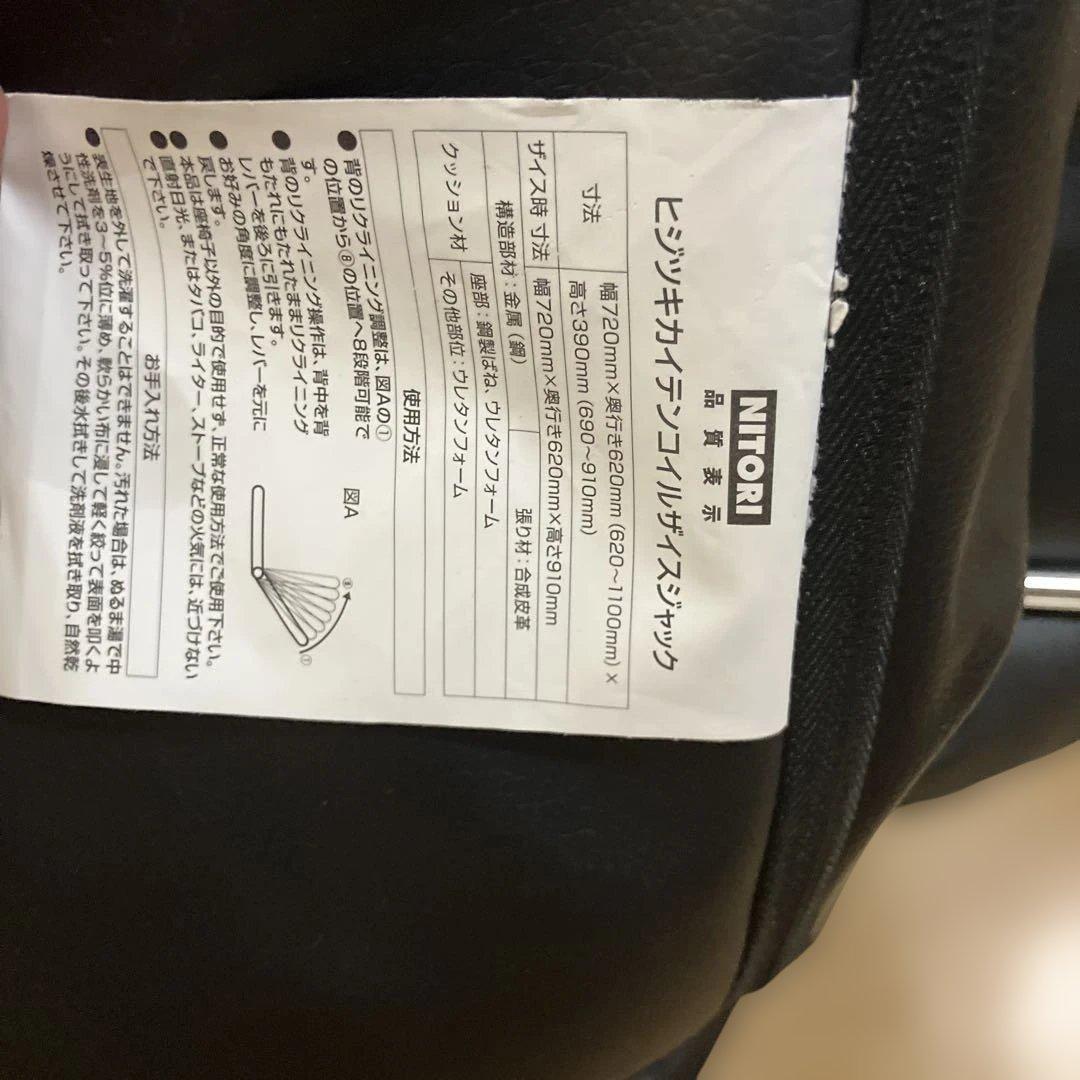 NITORI
品質表示
ヒジツキカイテンコイルザイスジャック
寸法 幅720mm×奥行き620mm (620～1100mm)×
高さ390mm (690～910mm)
ザイス時 寸法 幅720mm×奥行き620mm×高さ910mm
構造部材：金属（鋼） 張り材：合成皮革
クッション材 座部：鋼製ばね、ウレタンフォーム
その他部位：ウレタンフォーム
使用方法
●背のリクライニング調整は、図Aの①
の位置から⑧の位置へ8段階可能で
す。
●背のリクライニング操作は、背中を背
もたれにもたれたままリクライニング
レバーを後ろに引きます。
お好みの角度に調整し、レバーを元に
戻します。
図A
⑧
①
●本品は座椅子以外の目的で使用せず、正常な使用方法でご使用下さい。
●直射日光、またはタバコ、ライター、ストーブなどの火気には、近づけない
で下さい。
お手入れ方法
●表生地を外して洗濯することはできません。汚れた場合は、ぬるま湯で中
性洗剤を3～5%位に薄め、軟らかい布に浸して軽く絞って表面を叩くよ
うにして拭き取って下さい。その後水拭きして洗剤液を拭き取り、自然乾
燥させて下さい。